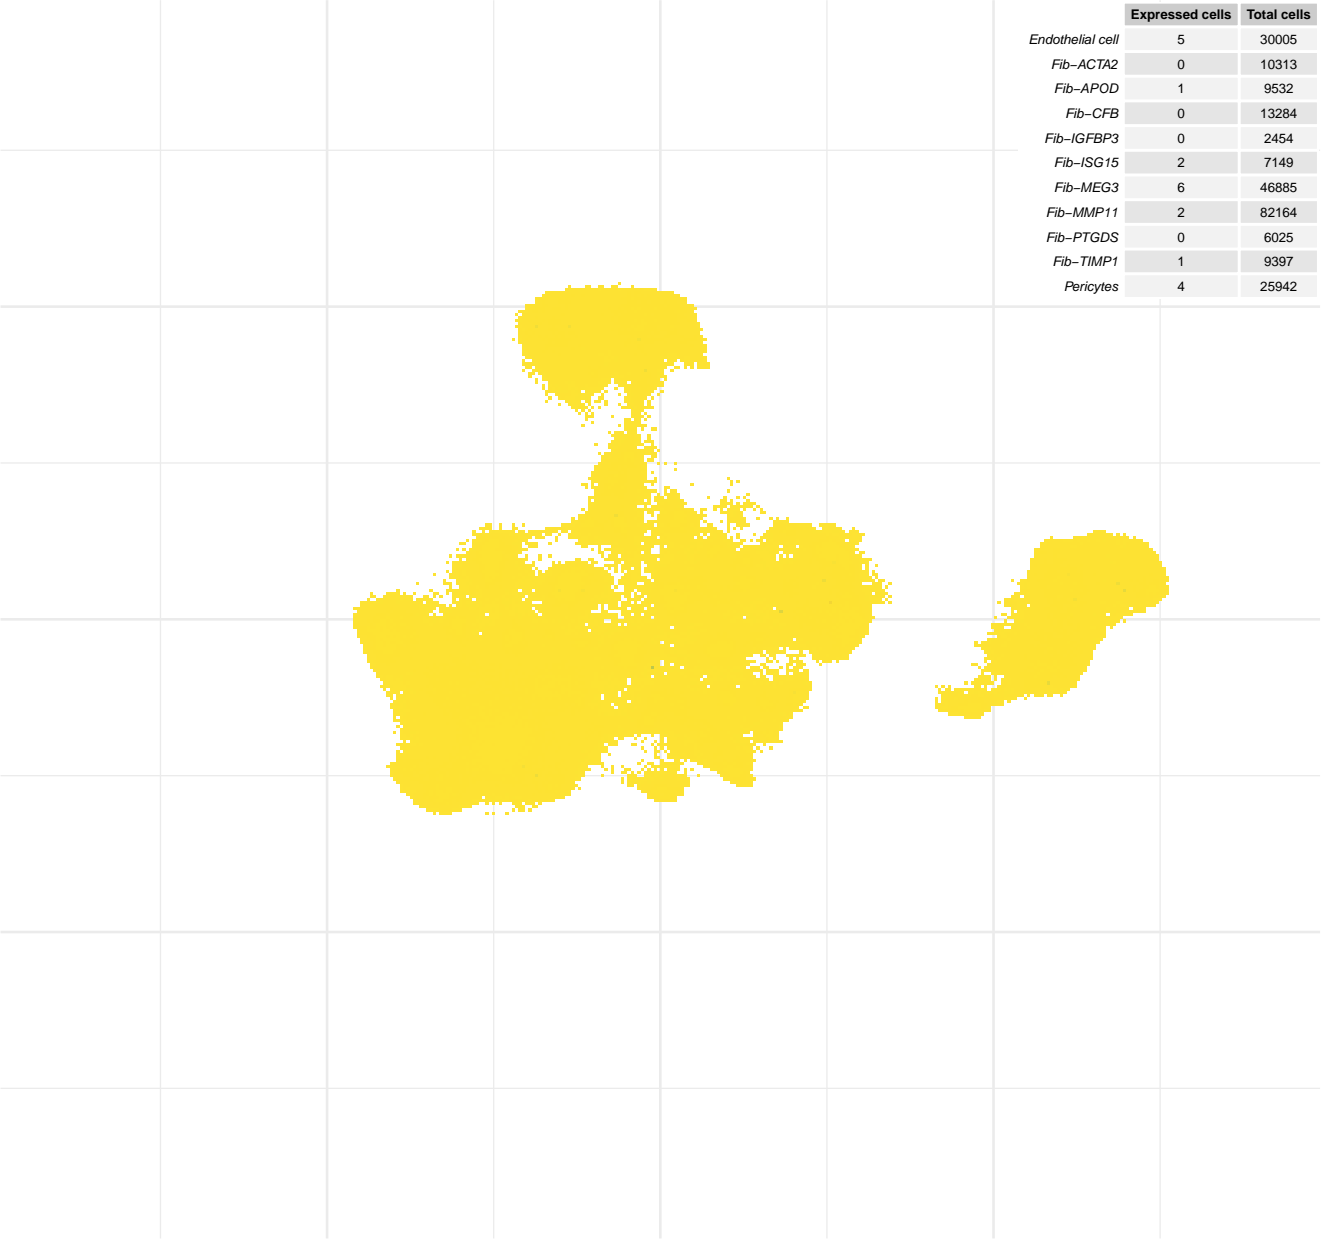 Expressed cells Total cells
Endothelial cell 5 30005
Fib−ACTA2 0 10313
Fib−APOD 1 9532
Fib−CFB 0 13284
Fib−IGFBP3 0 2454
Fib−ISG15 2 7149
Fib−MEG3 6 46885
Fib−MMP11 2 82164
Fib−PTGDS 0 6025
Fib−TIMP1 1 9397
Pericytes 4 25942